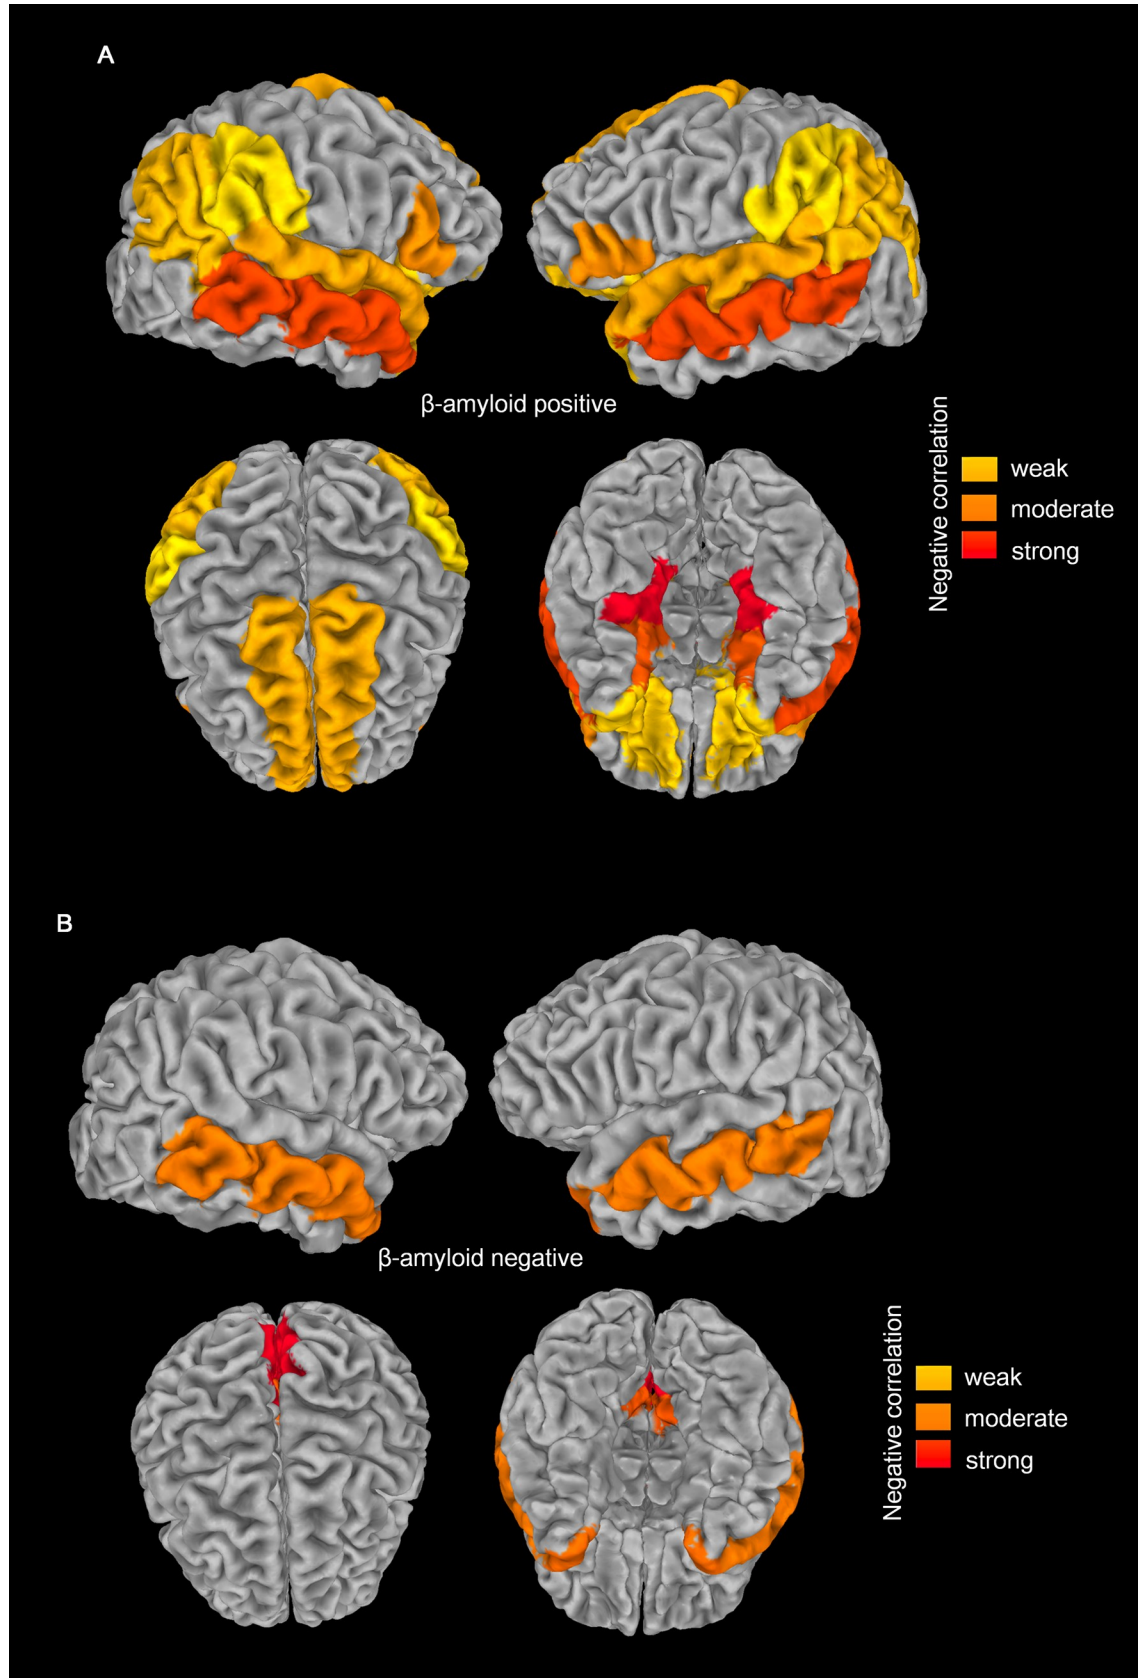 A
β-amyloid positive
Negative correlation
weak
moderate
strong
B
β-amyloid negative
Negative correlation
weak
moderate
strong